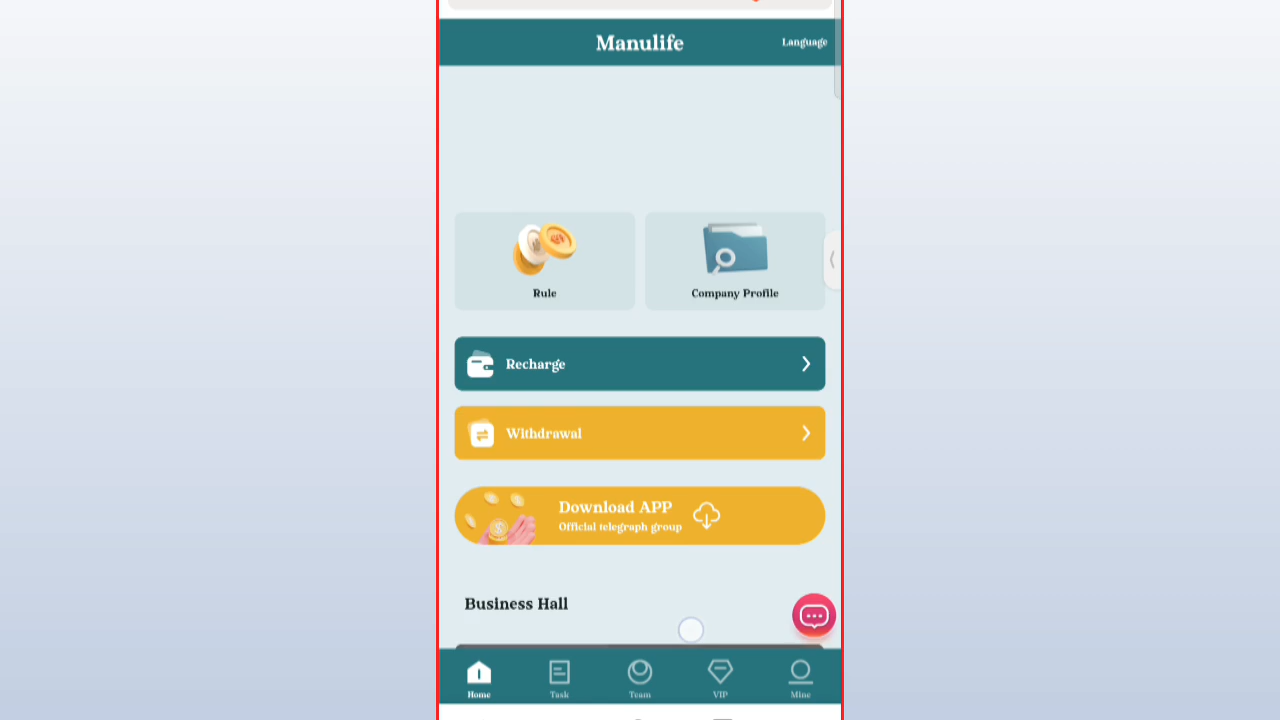 Manulife
Language
Rule
Company Profile
Recharge
Withdrawal
Download APP
Official telegraph group
Business Hall
Home
Task
Team
VIP
Mine